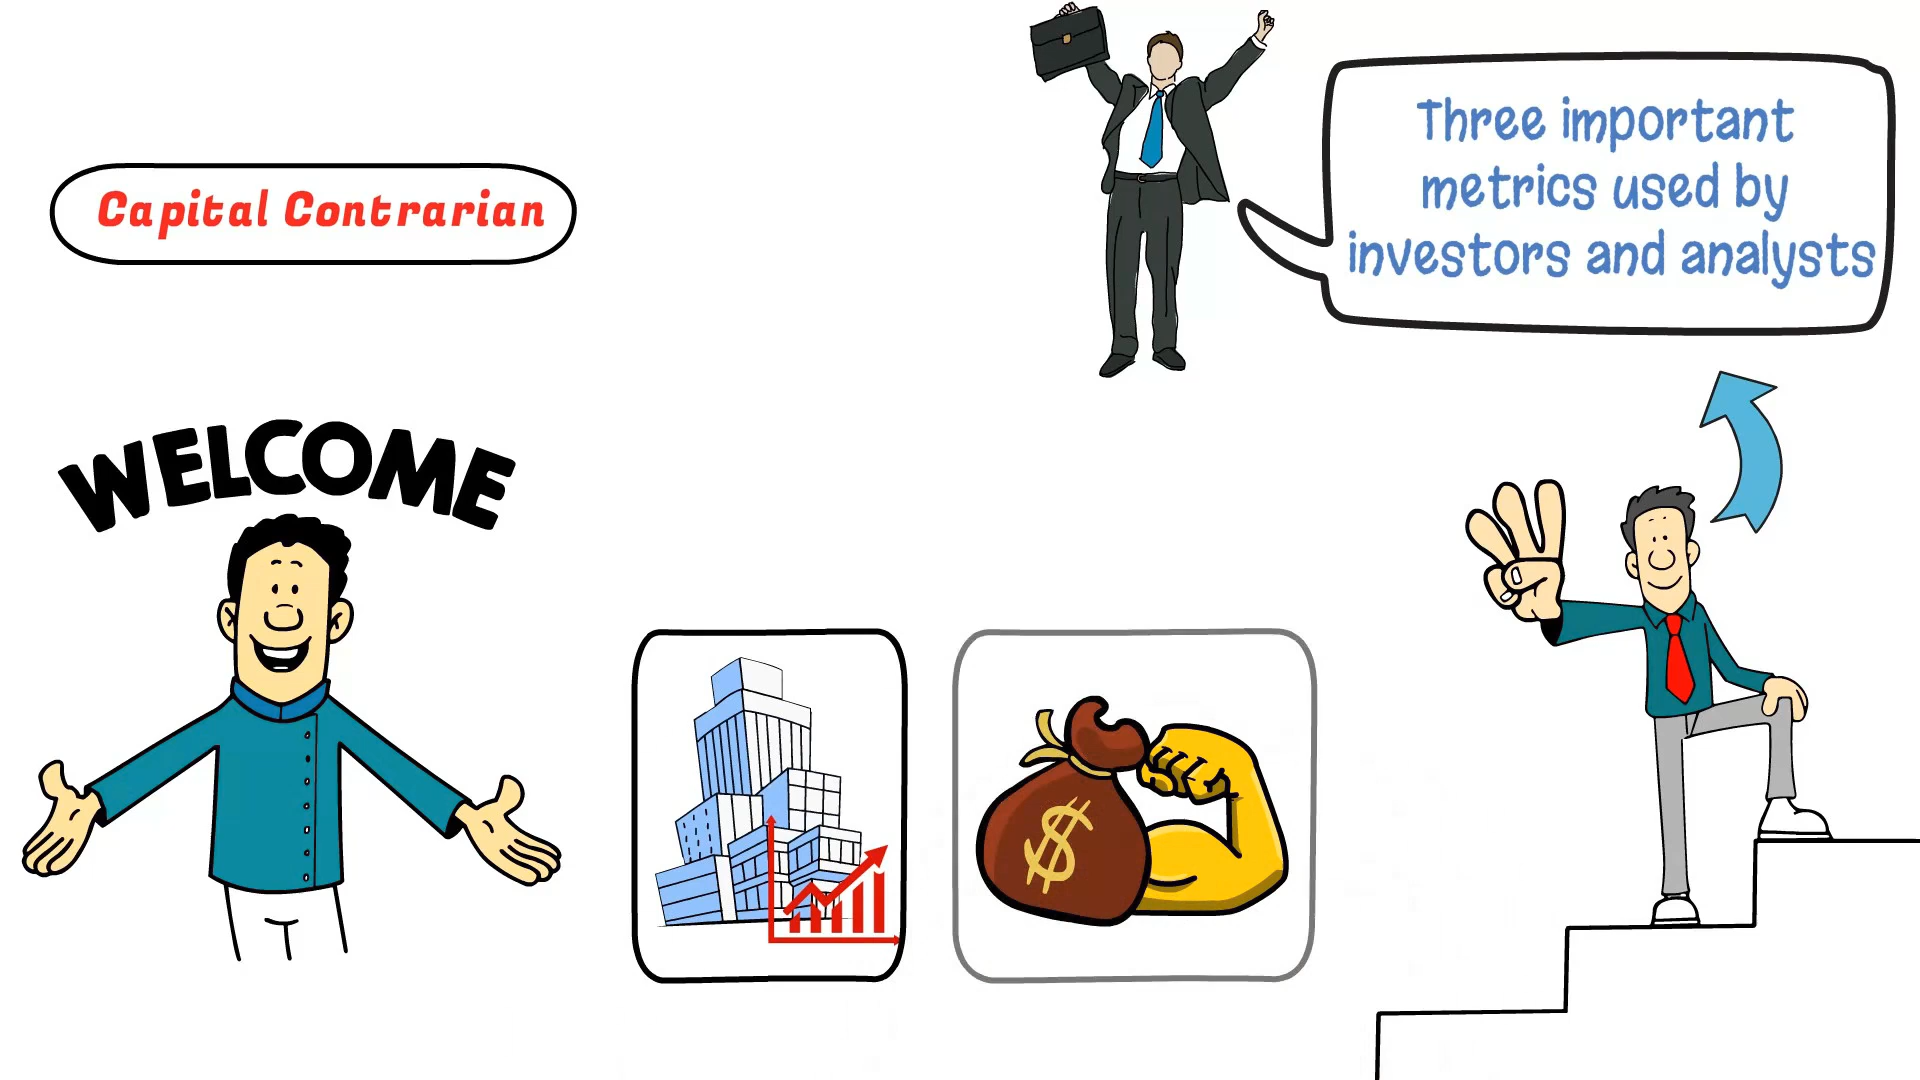 Capital Contrarian
WELCOME
Three important
metrics used by
investors and analysts
$